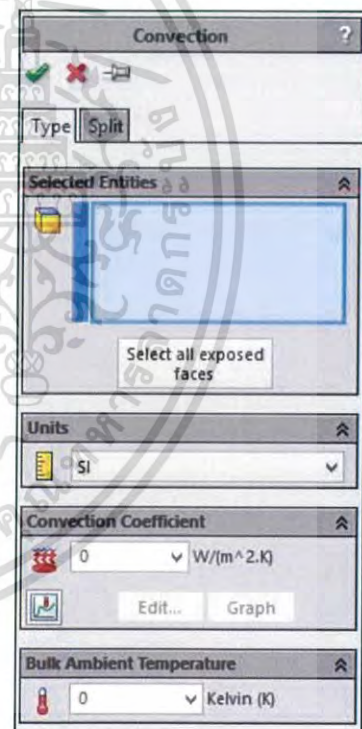 Convection ?
Type Split
Selected Entities
Select all exposed
faces
Units
SI
Convection Coefficient
0 W/(m^2.K)
Edit... Graph
Bulk Ambient Temperature
0 Kelvin (K)